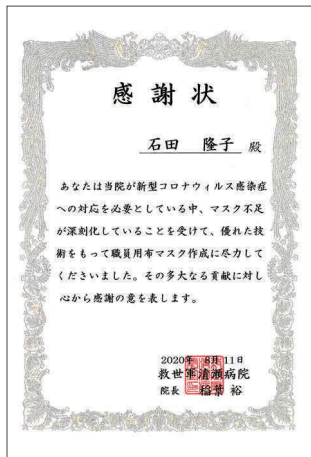 感謝状
石田 隆子 殿
あなたは当院が新型コロナウィルス感染症
への対応を必要としている中、マスク不足
が深刻化していることを受けて、優れた技
術をもって職員用布マスク作成に尽力して
くださいました。その多大なる貢献に対し
心から感謝の意を表します。
2020年 8月 11日
救世軍清瀬病院
院長 稲葉 裕